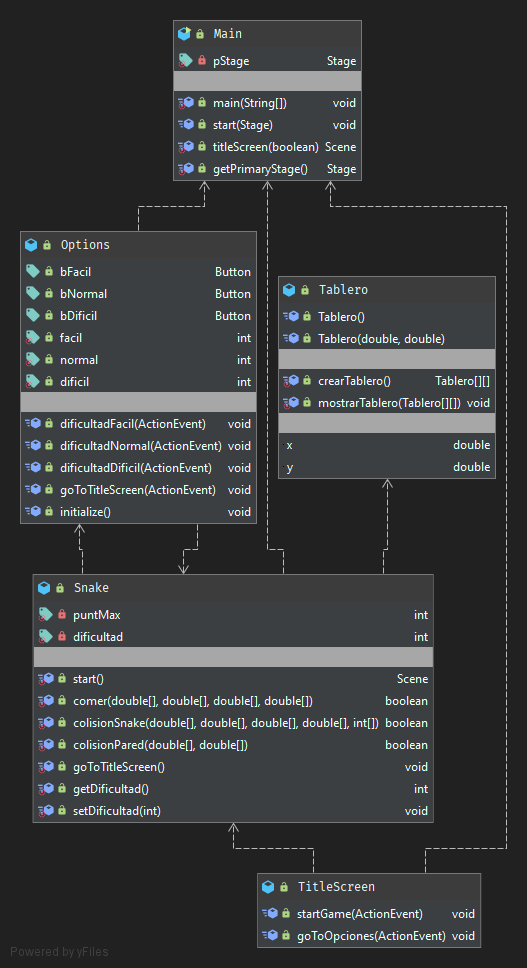 Main
pStage Stage
main(String[]) void
start(Stage) void
titleScreen(boolean) Scene
getPrimaryStage() Stage
Options
bFacil Button
bNormal Button
bDificil Button
facil int
normal int
dificil int
dificultadFacil(ActionEvent) void
dificultadNormal(ActionEvent) void
dificultadDificil(ActionEvent) void
goToTitleScreen(ActionEvent) void
initialize() void
Tablero
Tablero()
Tablero(double, double)
crearTablero() Tablero[][]
mostrarTablero(Tablero[][]) void
x double
y double
Snake
puntMax int
dificultad int
start() Scene
comer(double[], double[], double[], double[]) boolean
colisionSnake(double[], double[], double[], double[], int[]) boolean
colisionPared(double[], double[]) boolean
goToTitleScreen() void
getDificultad() int
setDificultad(int) void
TitleScreen
startGame(ActionEvent) void
goToOpciones(ActionEvent) void
Powered by yFiles